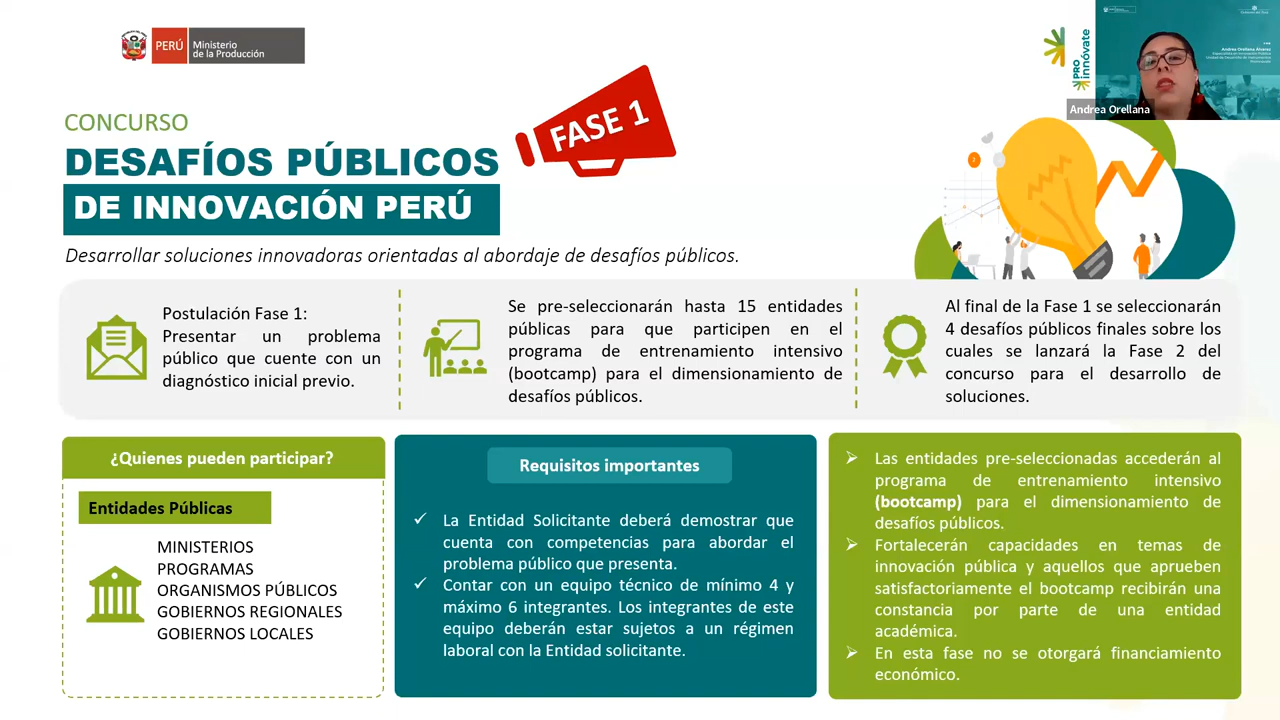 PERÚ
Ministerio
de la Producción
PRO
innóvate
Andrea Orellana Álvarez
Andrea Orellana
CONCURSO
DESAFÍOS PÚBLICOS
DE INNOVACIÓN PERÚ
FASE 1
Desarrollar soluciones innovadoras orientadas al abordaje de desafíos públicos.
Postulación Fase 1:
Presentar un problema
público que cuente con un
diagnóstico inicial previo.
Se pre-seleccionarán hasta 15 entidades
públicas para que participen en el
programa de entrenamiento intensivo
(bootcamp) para el dimensionamiento de
desafíos públicos.
Al final de la Fase 1 se seleccionarán
4 desafíos públicos finales sobre los
cuales se lanzará la Fase 2 del
concurso para el desarrollo de
soluciones.
¿Quienes pueden participar?
Entidades Públicas
MINISTERIOS
PROGRAMAS
ORGANISMOS PÚBLICOS
GOBIERNOS REGIONALES
GOBIERNOS LOCALES
Requisitos importantes
La Entidad Solicitante deberá demostrar que
cuenta con competencias para abordar el
problema público que presenta.
Contar con un equipo técnico de mínimo 4 y
máximo 6 integrantes. Los integrantes de este
equipo deberán estar sujetos a un régimen
laboral con la Entidad solicitante.
Las entidades pre-seleccionadas accederán al
programa de entrenamiento intensivo
(bootcamp) para el dimensionamiento de
desafíos públicos.
Fortalecerán capacidades en temas de
innovación pública y aquellos que aprueben
satisfactoriamente el bootcamp recibirán una
constancia por parte de una entidad
académica.
En esta fase no se otorgará financiamiento
económico.